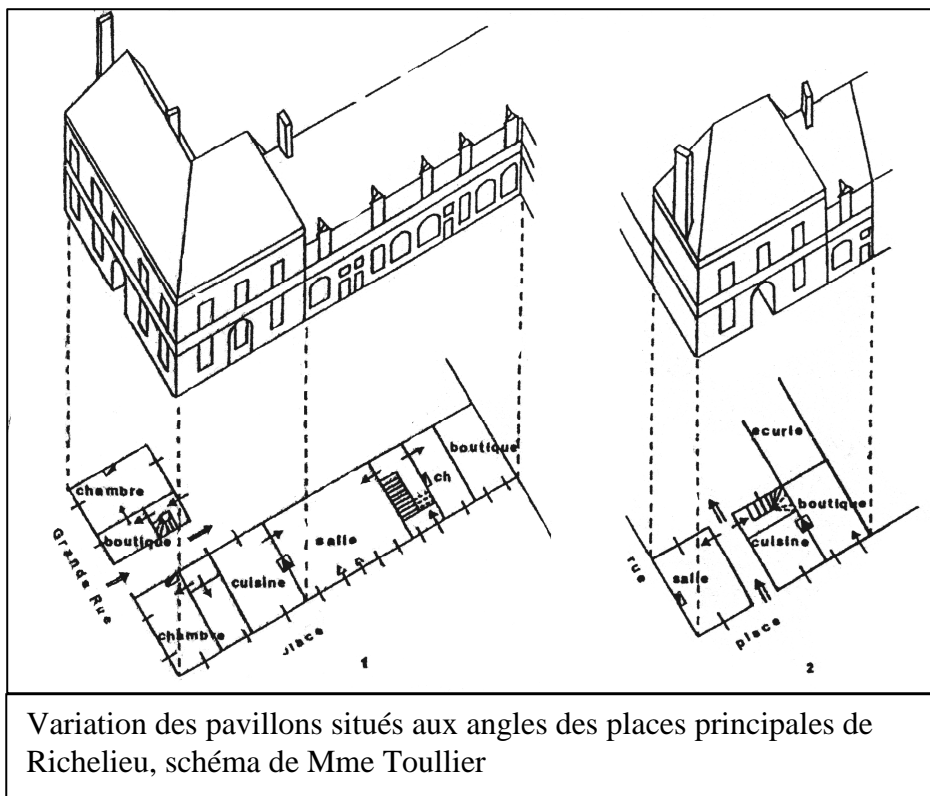 chambre
boutique
Grande Rue
chambre
cuisine
salle
ch
boutique
place
1
ecurie
boutique
cuisine
salle
rue
place
2
Variation des pavillons situés aux angles des places principales de
Richelieu, schéma de Mme Toullier